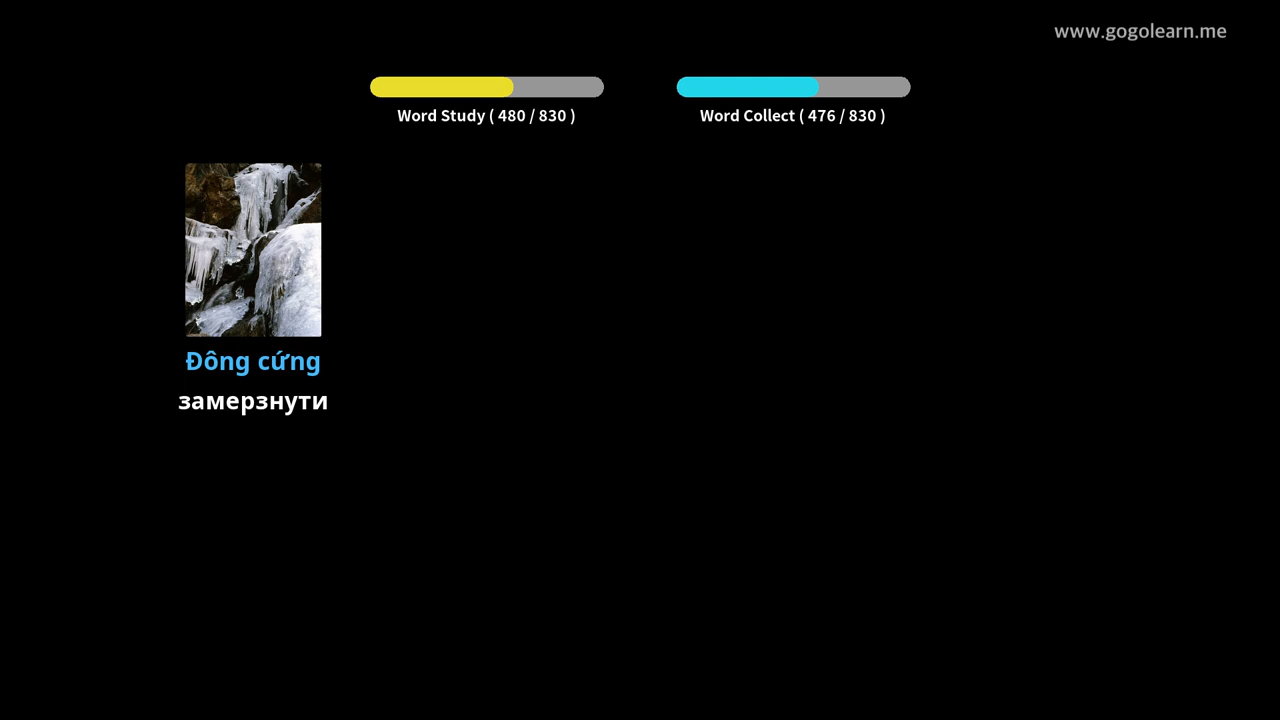 www.gogolearn.me
Word Study ( 480 / 830 )
Word Collect ( 476 / 830 )
Đông cứng
замерзнути